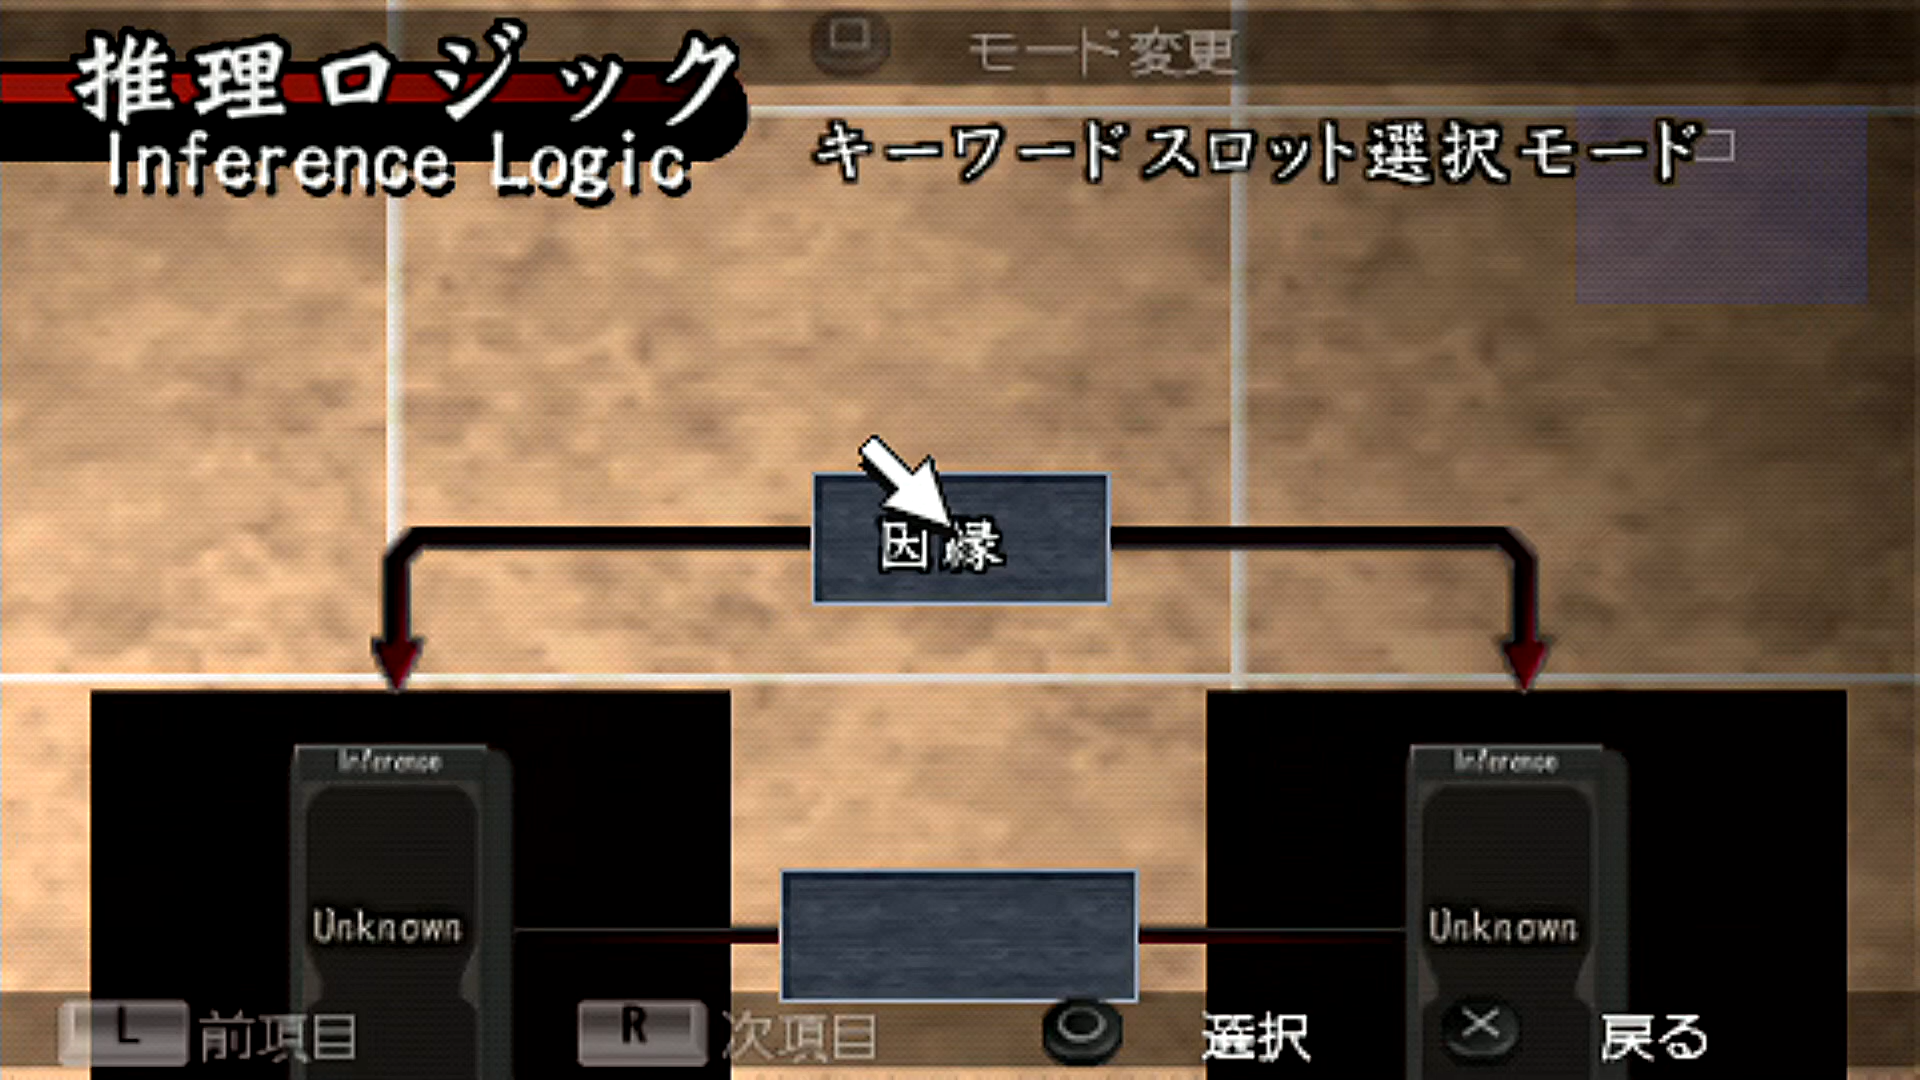 モード変更
推理ロジック
Inference Logic
キーワードスロット選択モード
因縁
Inference
Inference
Unknown
Unknown
L 前項目
R 次項目
選択
戻る